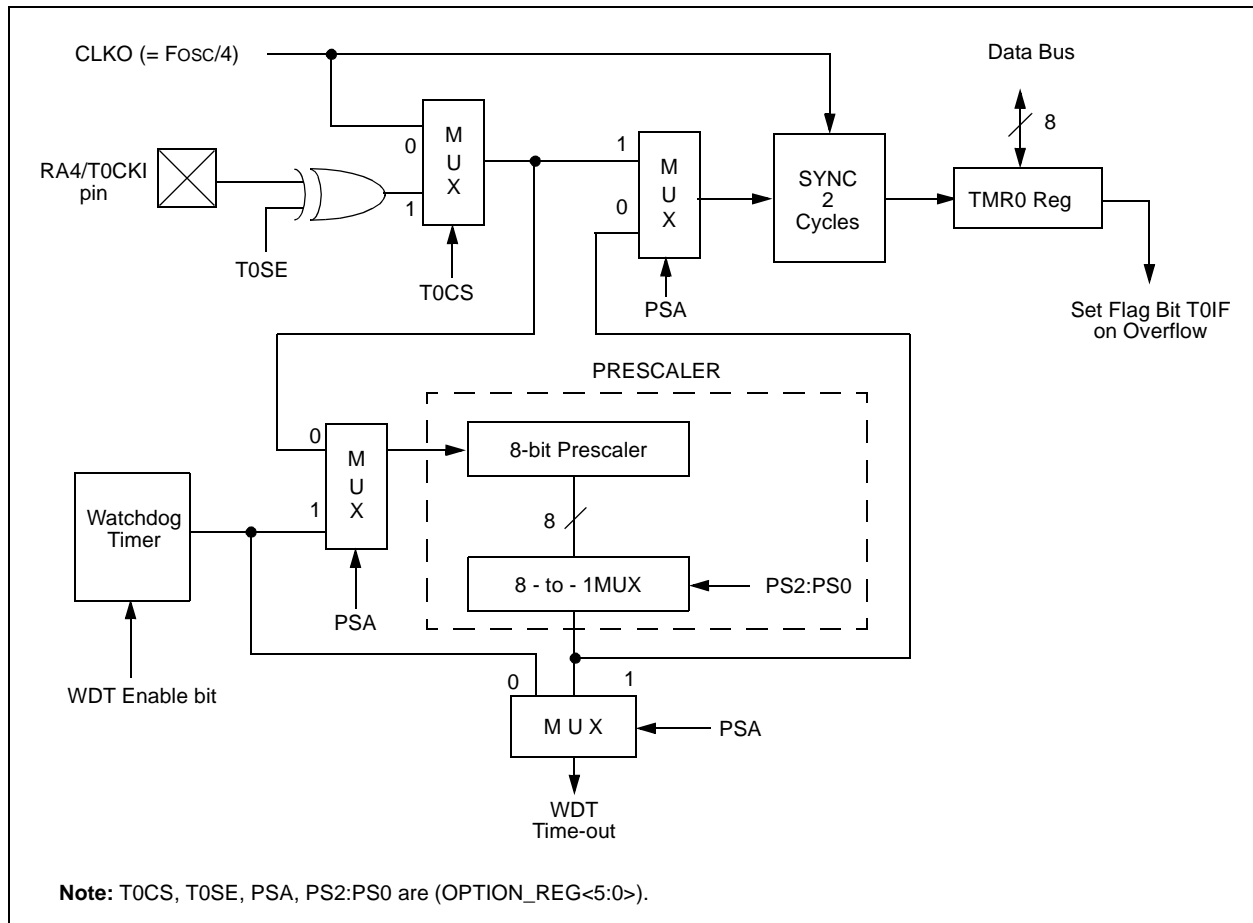 CLKO (= FOSC/4)
Data Bus
8
RA4/T0CKI
pin
T0SE
0
1
M
U
X
T0CS
1
0
M
U
X
PSA
SYNC
2
Cycles
TMR0 Reg
Set Flag Bit T0IF
on Overflow
PRESCALER
0
1
M
U
X
PSA
8-bit Prescaler
8
8 - to - 1MUX
PS2:PS0
Watchdog
Timer
WDT Enable bit
0
1
M U X
PSA
WDT
Time-out
Note: T0CS, T0SE, PSA, PS2:PS0 are (OPTION_REG<5:0>).